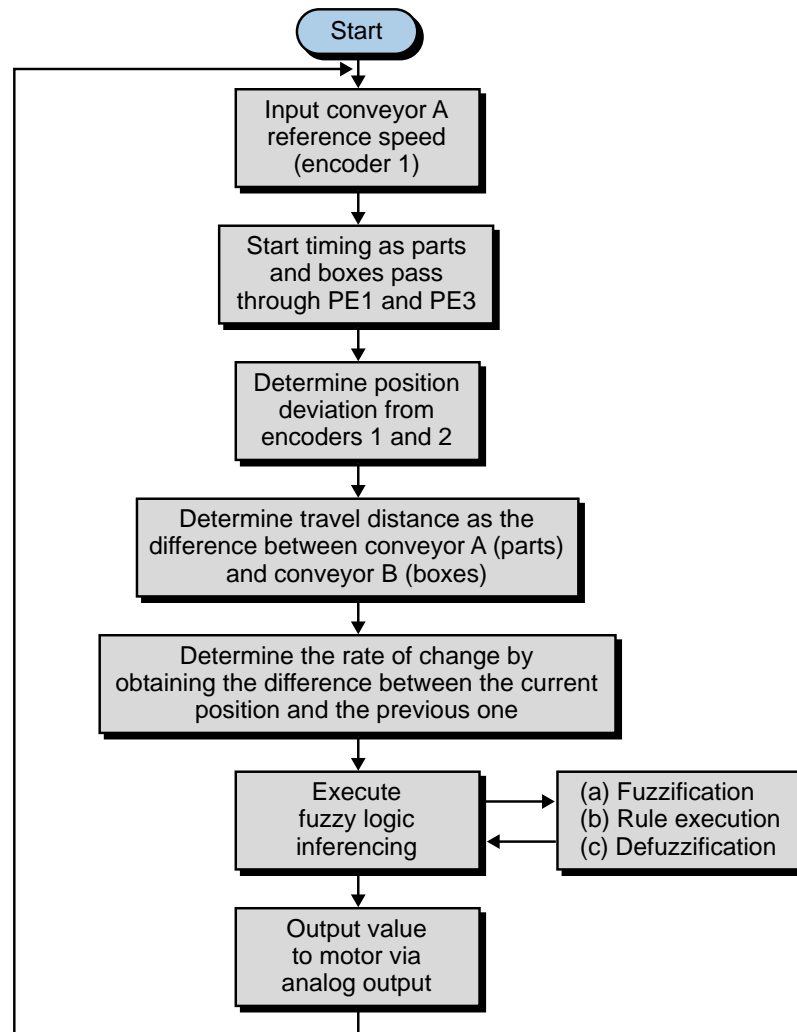 Start
Input conveyor A
reference speed
(encoder 1)
Start timing as parts
and boxes pass
through PE1 and PE3
Determine position
deviation from
encoders 1 and 2
Determine travel distance as the
difference between conveyor A (parts)
and conveyor B (boxes)
Determine the rate of change by
obtaining the difference between the current
position and the previous one
Execute
fuzzy logic
inferencing
(a) Fuzzification
(b) Rule execution
(c) Defuzzification
Output value
to motor via
analog output